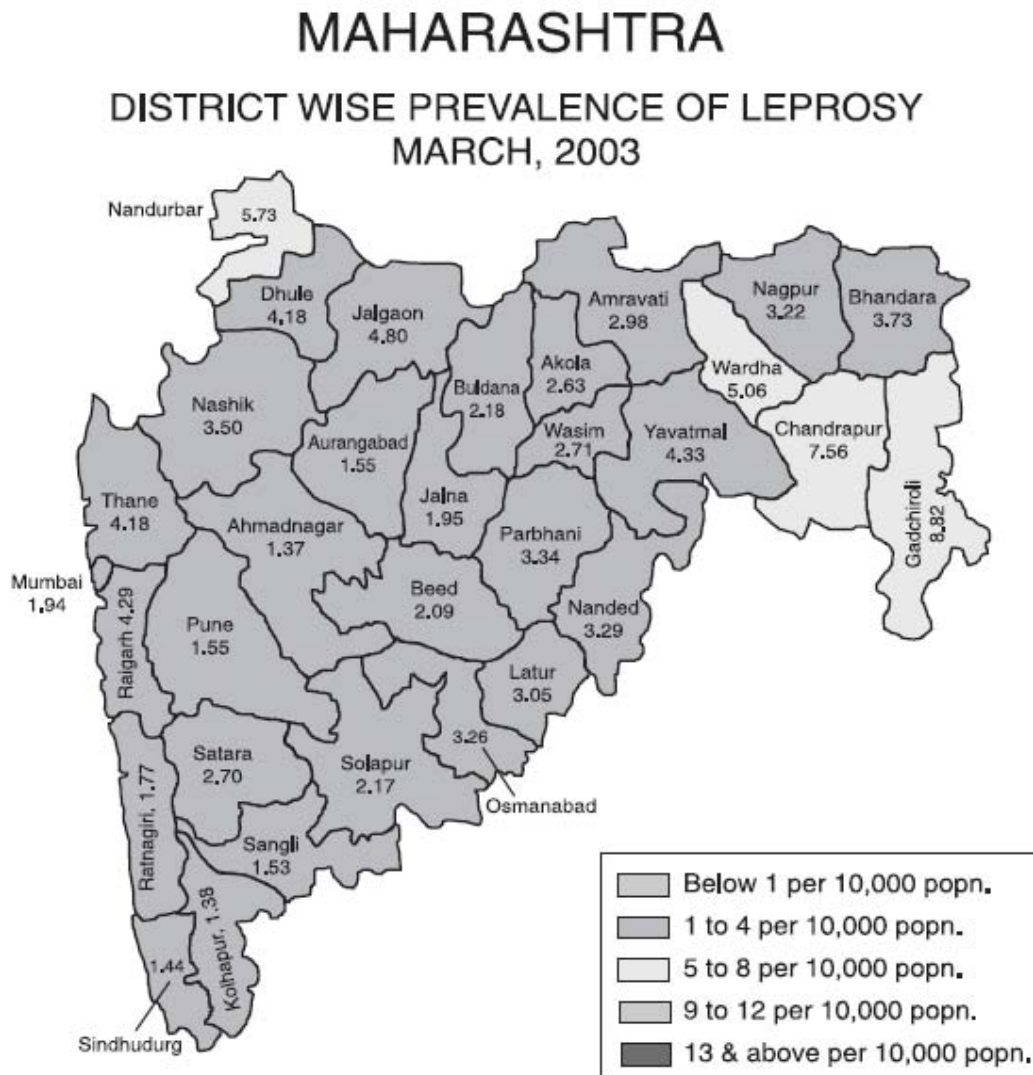 MAHARASHTRA
DISTRICT WISE PREVALENCE OF LEPROSY
MARCH, 2003
Nandurbar
5.73
Dhule
4.18
Jalgaon
4.80
Amravati
2.98
Nagpur
3.22
Bhandara
3.73
Buldana
2.18
Akola
2.63
Wardha
5.06
Nashik
3.50
Aurangabad
1.55
Wasim
2.71
Yavatmal
4.33
Chandrapur
7.56
Gadchiroli
8.82
Thane
4.18
Ahmadnagar
1.37
Jalna
1.95
Parbhani
3.34
Mumbai
1.94
Raigarh 4.29
Pune
1.55
Beed
2.09
Nanded
3.29
Latur
3.05
Satara
2.70
Solapur
2.17
3.26
Osmanabad
Ratnagiri, 1.77
Sangli
1.53
Kolhapur, 1.38
1.44
Sindhudurg
Below 1 per 10,000 popn.
1 to 4 per 10,000 popn.
5 to 8 per 10,000 popn.
9 to 12 per 10,000 popn.
13 & above per 10,000 popn.